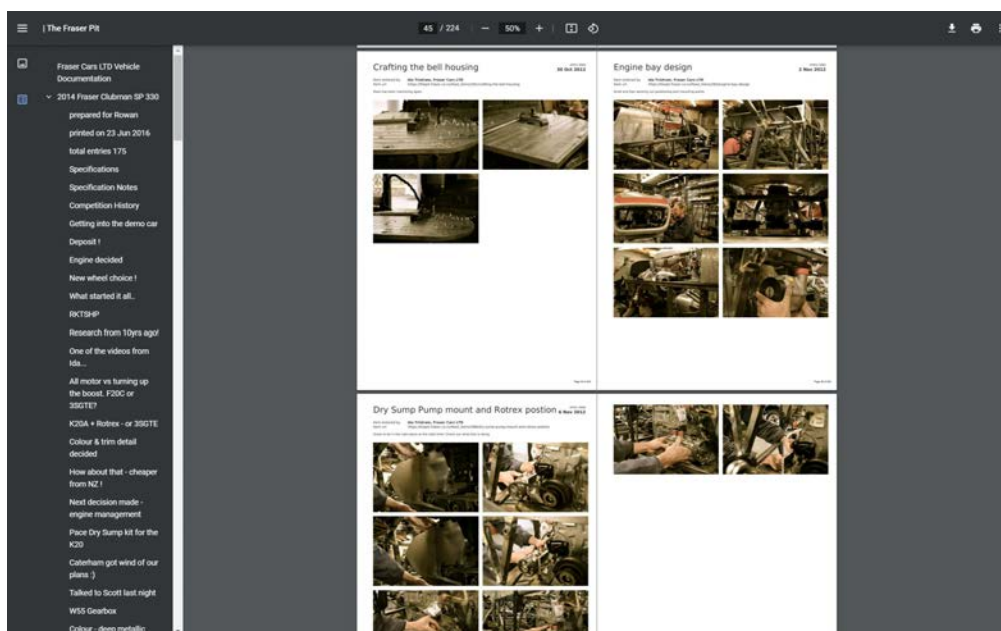 | The Fraser Pit
45 / 224
50%
Fraser Cars LTD Vehicle
Documentation
2014 Fraser Clubman SP 330
prepared for Rowan
printed on 23 Jun 2016
total entries 175
Specifications
Specification Notes
Competition History
Getting into the demo car
Deposit !
Engine decided
New wheel choice !
What started it all..
RKTSHP
Research from 10yrs ago!
One of the videos from
Ida...
All motor vs turning up
the boost. F20C or
3SGTE?
K20A + Rotrex - or 3SGTE
Colour & trim detail
decided
How about that - cheaper
from NZ !
Next decision made -
engine management
Pace Dry Sump kit for the
K20
Caterham got wind of our
plans :)
Talked to Scott last night
W55 Gearbox
Colour - deep metallic
Crafting the bell housing
30 Oct 2012
Engine bay design
2 Nov 2012
Dry Sump Pump mount and Rotrex postion
6 Nov 2012